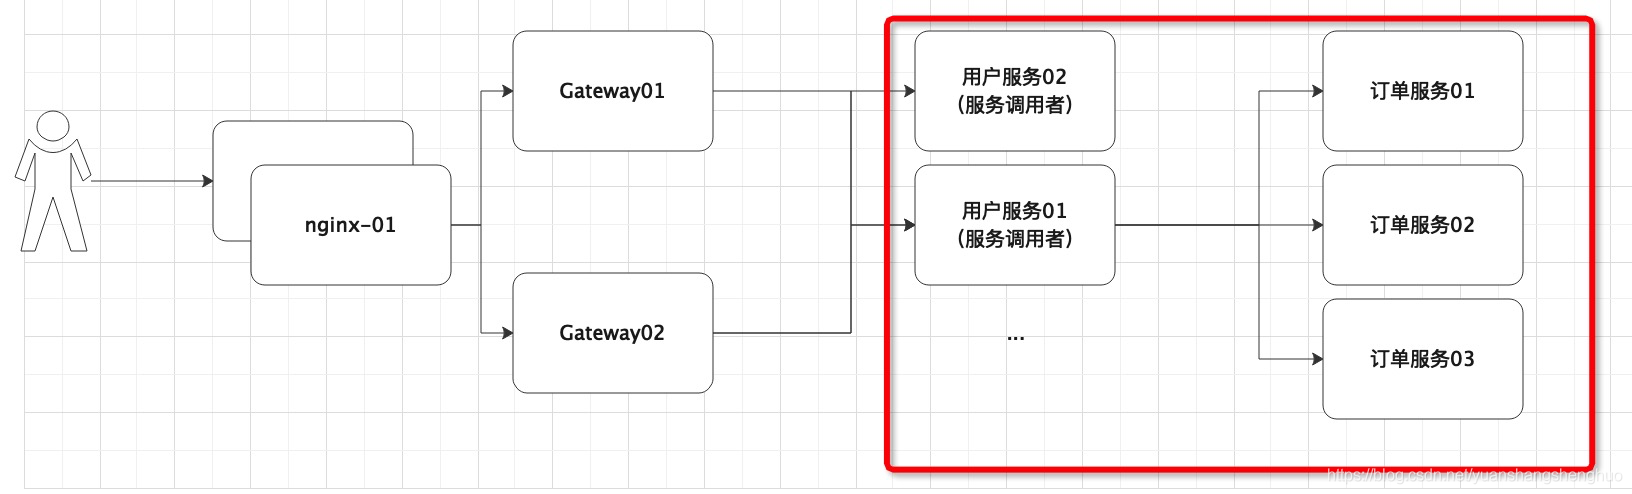 Gateway01
用户服务02
(服务调用者)
订单服务01
nginx-01
用户服务01
(服务调用者)
订单服务02
Gateway02
...
订单服务03
https://blog.csdn.net/yuanshangshenghuo